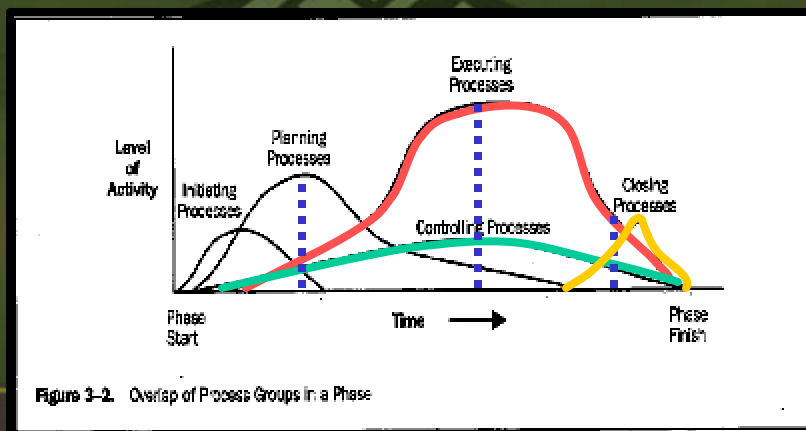 Executing
Processes
Planning
Processes
Level
of
Activity
Initiating
Processes
Closing
Processes
Controlling Processes
Phase
Start
Time
Phase
Finish
Figure 3–2. Overlap of Process Groups in a Phase